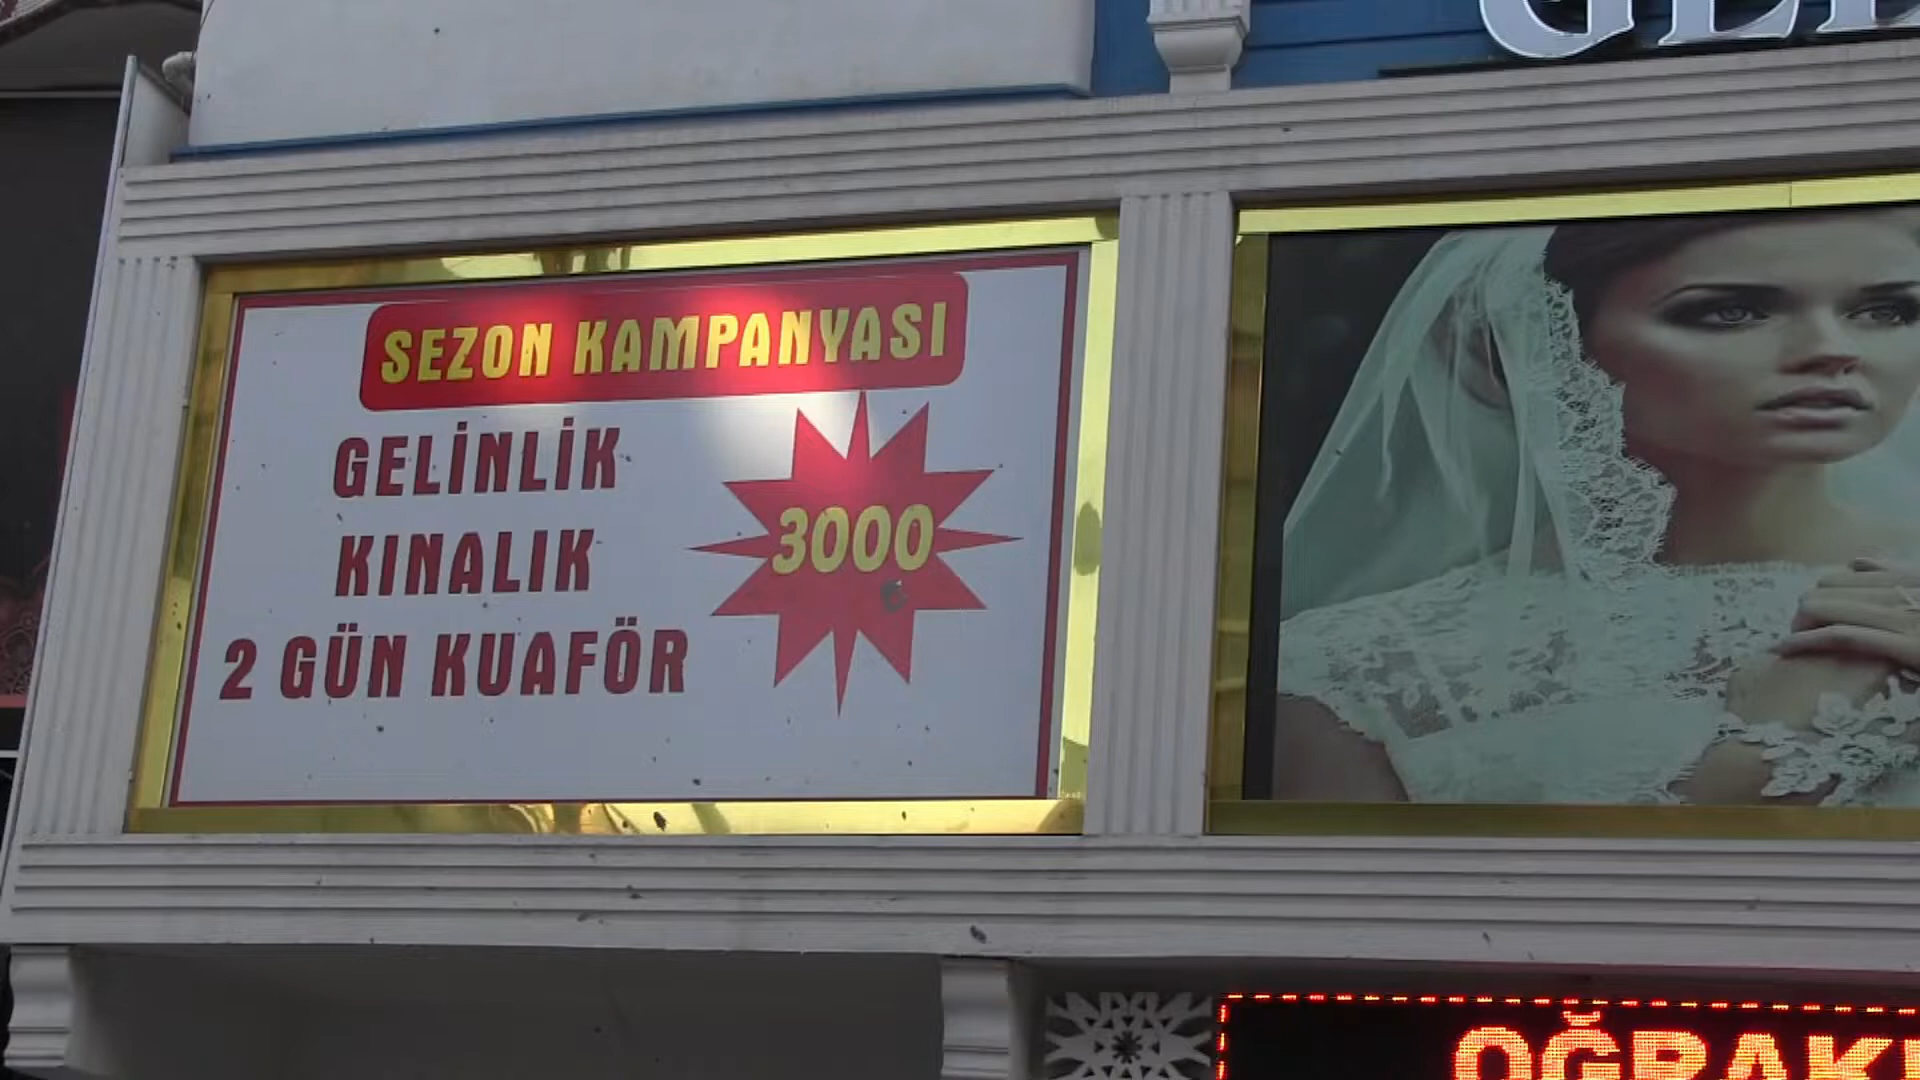 SEZON KAMPANYASI
GELİNLİK
KINALIK
2 GÜN KUAFÖR
3000